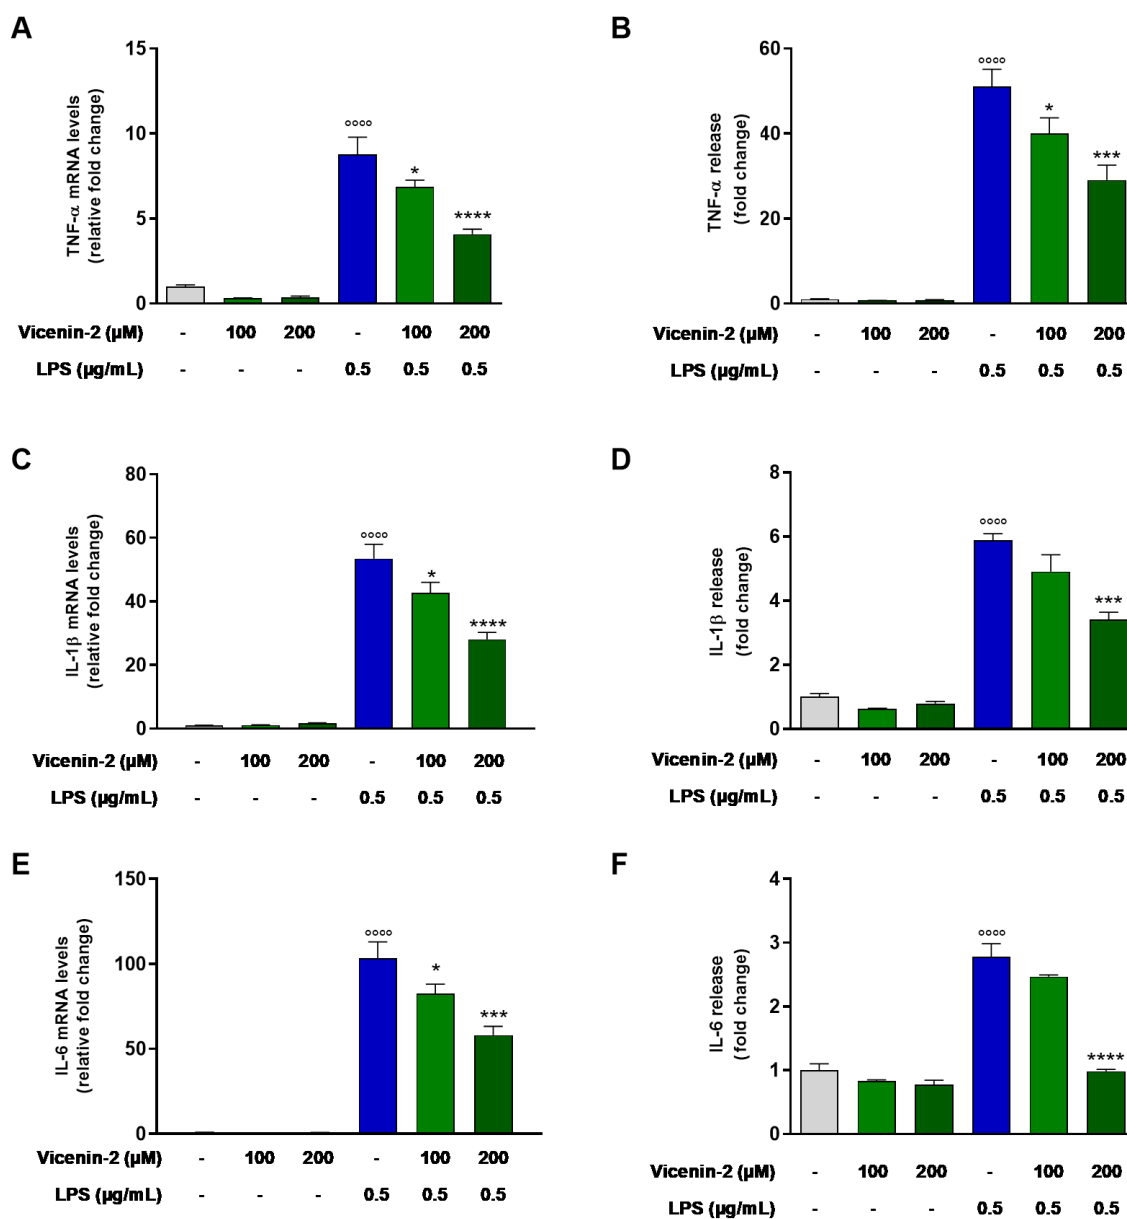 A
TNF-α mRNA levels
(relative fold change)
15
10
5
0
°°°°
*
****
Vicenin-2 (µM) - 100 200 - 100 200
LPS (µg/mL) - - - 0.5 0.5 0.5
B
TNF-α release
(fold change)
60
40
20
0
°°°°
*
***
Vicenin-2 (µM) - 100 200 - 100 200
LPS (µg/mL) - - - 0.5 0.5 0.5
C
IL-1β mRNA levels
(relative fold change)
80
60
40
20
0
°°°°
*
****
Vicenin-2 (µM) - 100 200 - 100 200
LPS (µg/mL) - - - 0.5 0.5 0.5
D
IL-1β release
(fold change)
8
6
4
2
0
°°°°
***
Vicenin-2 (µM) - 100 200 - 100 200
LPS (µg/mL) - - - 0.5 0.5 0.5
E
IL-6 mRNA levels
(relative fold change)
150
100
50
0
°°°°
*
***
Vicenin-2 (µM) - 100 200 - 100 200
LPS (µg/mL) - - - 0.5 0.5 0.5
F
IL-6 release
(fold change)
4
3
2
1
0
°°°°
****
Vicenin-2 (µM) - 100 200 - 100 200
LPS (µg/mL) - - - 0.5 0.5 0.5